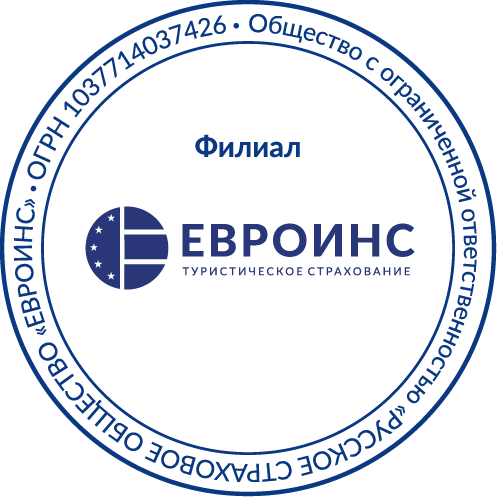 Общество с ограниченной ответственностью «РУССКОЕ СТРАХОВОЕ ОБЩЕСТВО «ЕВРОИНС» • ОГРН 1037714037426 •
Филиал
ЕВРОИНС
ТУРИСТИЧЕСКОЕ СТРАХОВАНИЕ